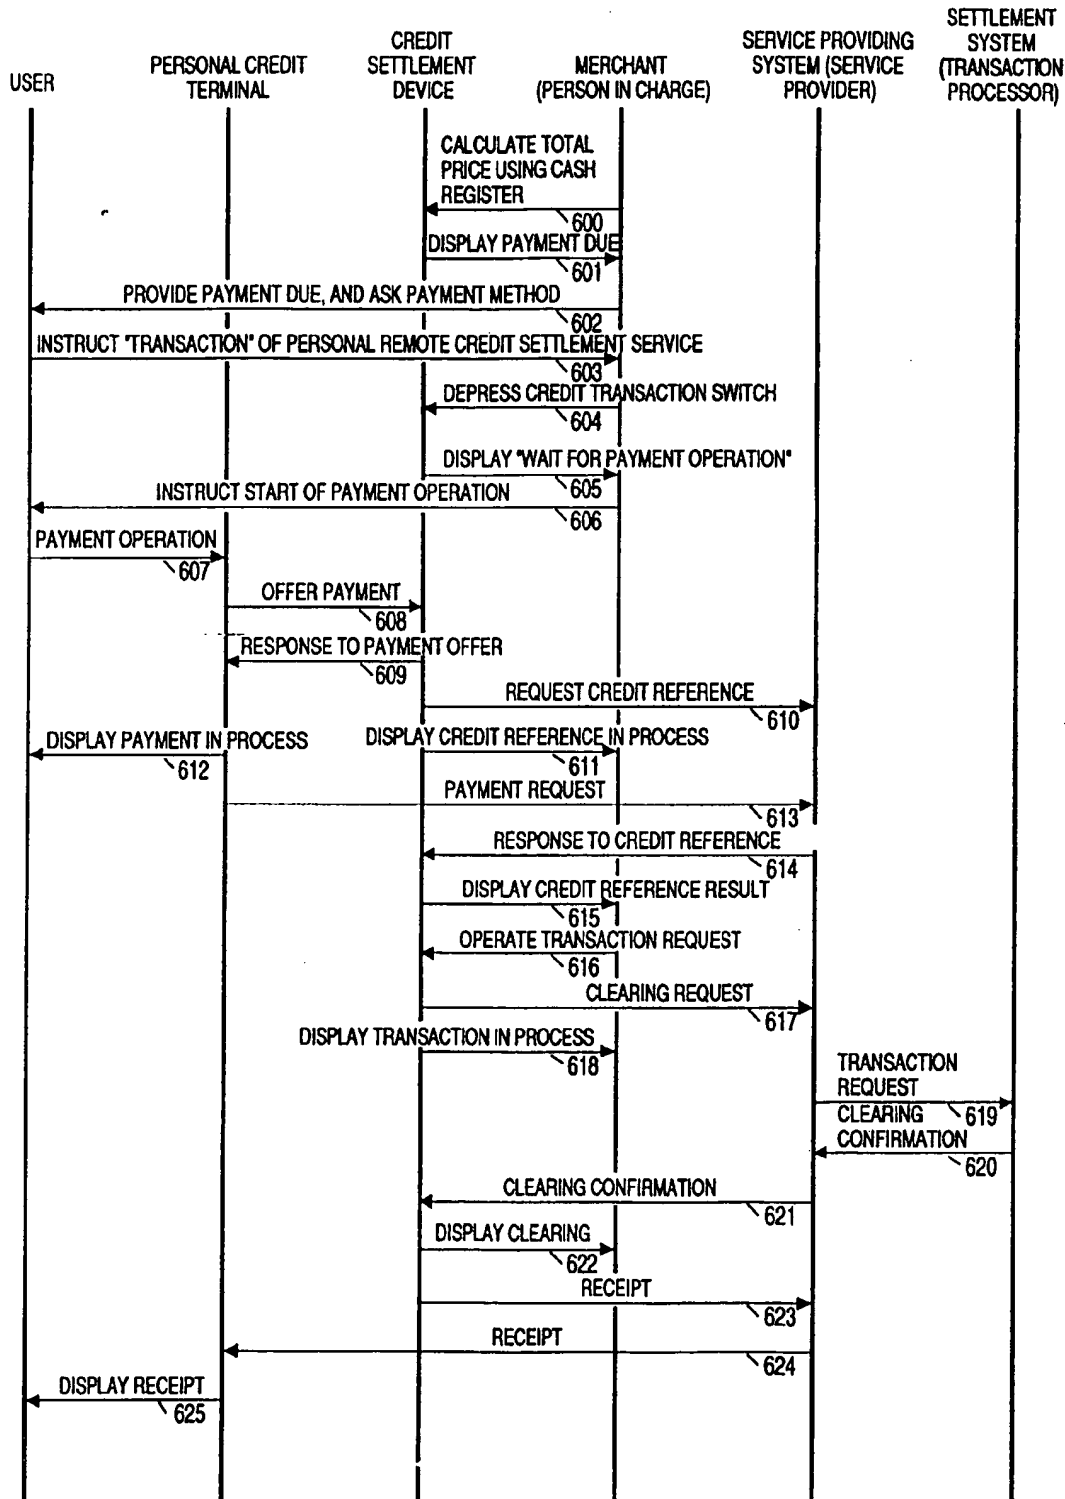 USER
PERSONAL CREDIT
TERMINAL
CREDIT
SETTLEMENT
DEVICE
MERCHANT
(PERSON IN CHARGE)
SERVICE PROVIDING
SYSTEM (SERVICE
PROVIDER)
SETTLEMENT
SYSTEM
(TRANSACTION
PROCESSOR)
CALCULATE TOTAL
PRICE USING CASH
REGISTER
600
DISPLAY PAYMENT DUE
601
PROVIDE PAYMENT DUE, AND ASK PAYMENT METHOD
602
INSTRUCT "TRANSACTION" OF PERSONAL REMOTE CREDIT SETTLEMENT SERVICE
603
DEPRESS CREDIT TRANSACTION SWITCH
604
DISPLAY "WAIT FOR PAYMENT OPERATION"
605
INSTRUCT START OF PAYMENT OPERATION
606
PAYMENT OPERATION
607
OFFER PAYMENT
608
RESPONSE TO PAYMENT OFFER
609
REQUEST CREDIT REFERENCE
610
DISPLAY PAYMENT IN PROCESS
612
DISPLAY CREDIT REFERENCE IN PROCESS
611
PAYMENT REQUEST
613
RESPONSE TO CREDIT REFERENCE
614
DISPLAY CREDIT REFERENCE RESULT
615
OPERATE TRANSACTION REQUEST
616
CLEARING REQUEST
617
DISPLAY TRANSACTION IN PROCESS
618
TRANSACTION
REQUEST
619
CLEARING
CONFIRMATION
620
CLEARING CONFIRMATION
621
DISPLAY CLEARING
622
RECEIPT
623
RECEIPT
624
DISPLAY RECEIPT
625